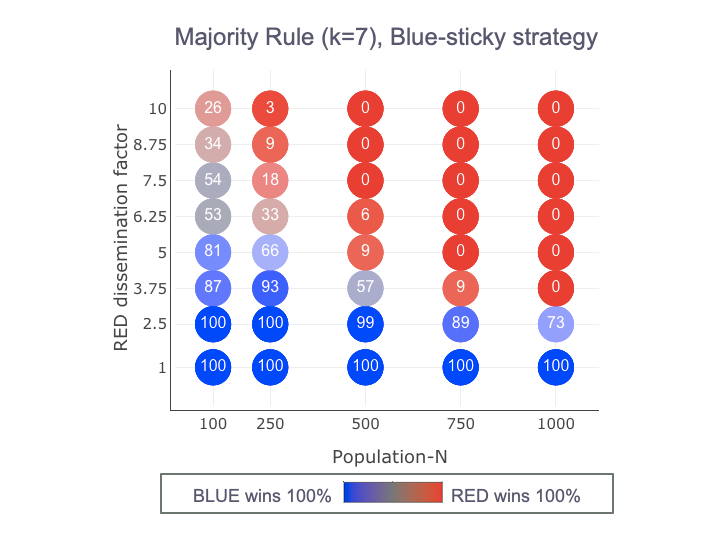 Majority Rule (k=7), Blue-sticky strategy
RED dissemination factor
10 26 3 0 0 0
8.75 34 9 0 0 0
7.5 54 18 0 0 0
6.25 53 33 6 0 0
5 81 66 9 0 0
3.75 87 93 57 9 0
2.5 100 100 99 89 73
1 100 100 100 100 100
100 250 500 750 1000
Population-N
BLUE wins 100% RED wins 100%